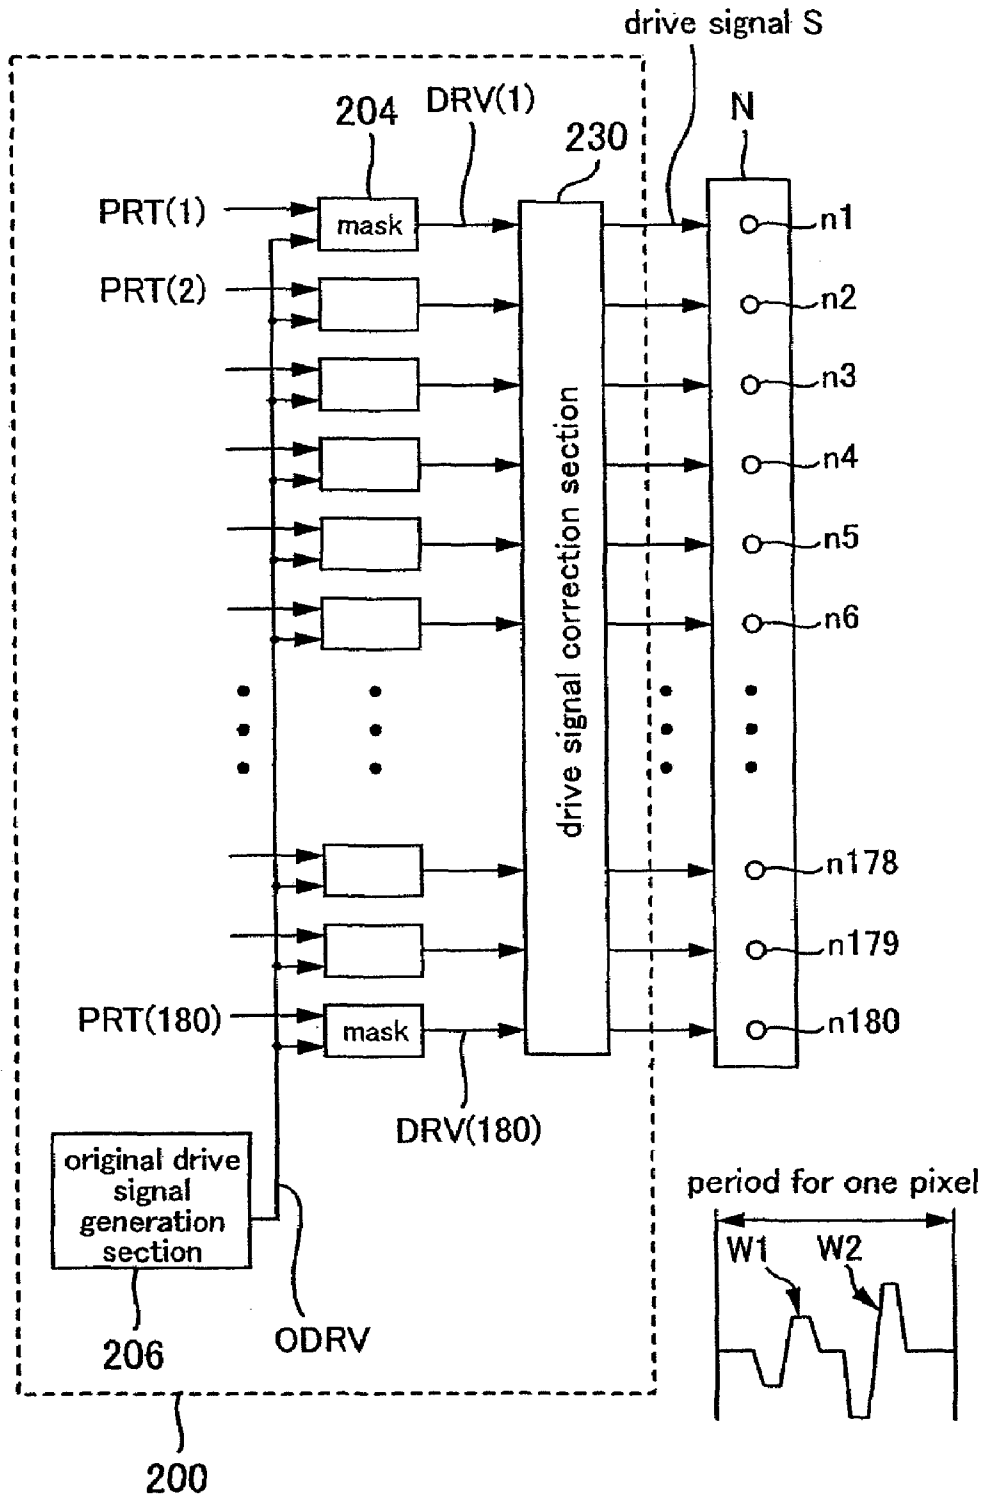 drive signal S
DRV(1)
204
230
N
PRT(1)
mask
n1
PRT(2)
n2
n3
n4
n5
n6
drive signal correction section
n178
n179
PRT(180)
mask
n180
DRV(180)
original drive
signal
generation
section
period for one pixel
W1
W2
ODRV
206
200